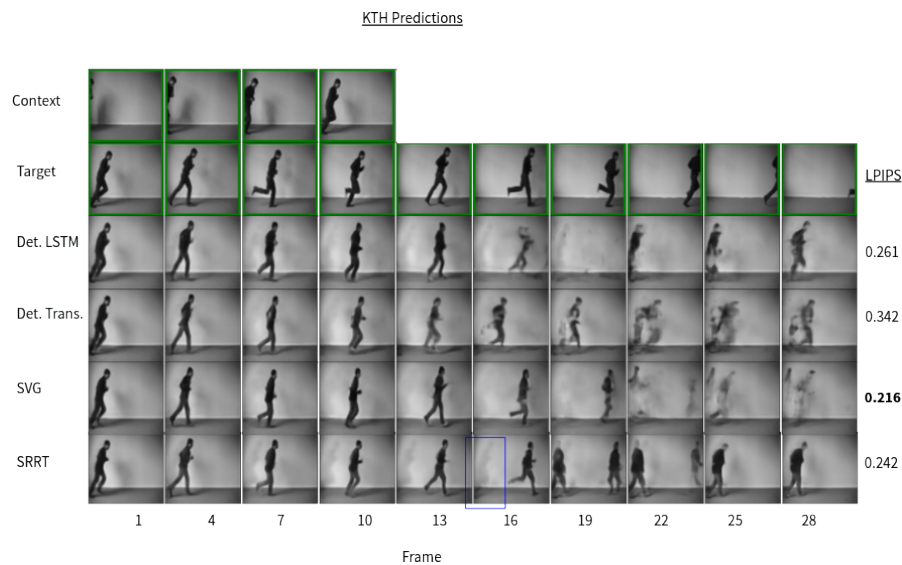 KTH Predictions
Context
Target
LPIPS
Det. LSTM
0.261
Det. Trans.
0.342
SVG
0.216
SRRT
0.242
1 4 7 10 13 16 19 22 25 28
Frame